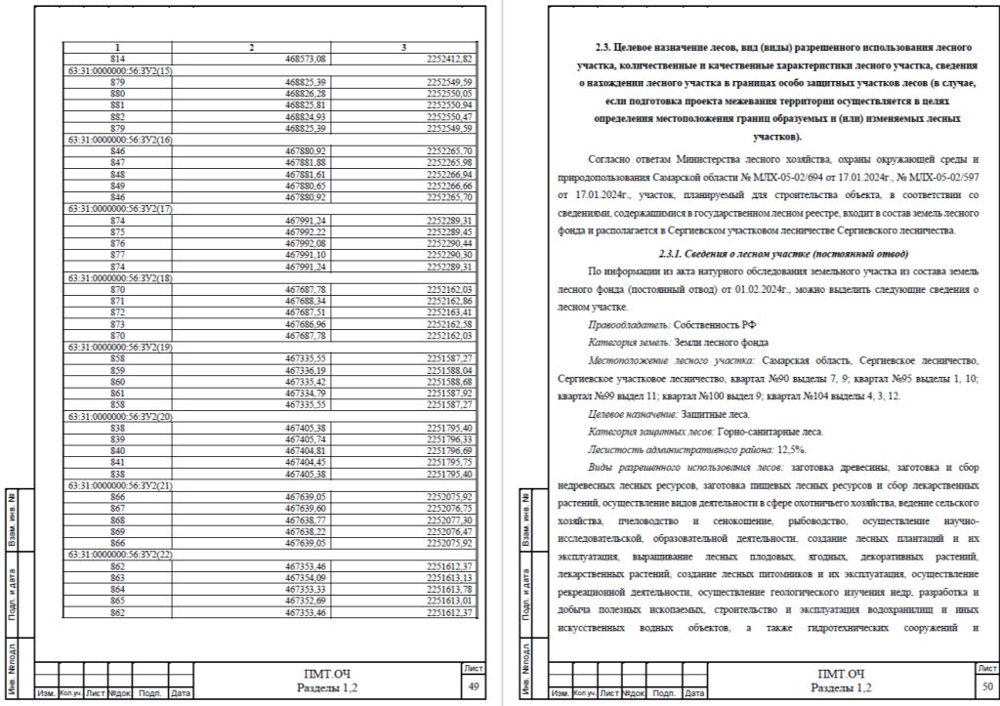 1 2 3
814 468573,08 2252412,82
63:31:0000000:56:ЗУ2(15)
879 468825,39 2252549,59
880 468826,28 2252550,05
881 468825,81 2252550,94
882 468824,93 2252550,47
879 468825,39 2252549,59
63:31:0000000:56:ЗУ2(16)
846 467880,92 2252265,70
847 467881,88 2252265,98
848 467881,61 2252266,94
849 467880,65 2252266,66
846 467880,92 2252265,70
63:31:0000000:56:ЗУ2(17)
874 467991,24 2252289,31
875 467992,22 2252289,45
876 467992,08 2252290,44
877 467991,10 2252290,30
874 467991,24 2252289,31
63:31:0000000:56:ЗУ2(18)
870 467687,78 2252162,03
871 467688,34 2252162,86
872 467687,51 2252163,41
873 467686,96 2252162,58
870 467687,78 2252162,03
63:31:0000000:56:ЗУ2(19)
858 467335,55 2251587,27
859 467336,19 2251588,04
860 467335,42 2251588,68
861 467334,79 2251587,92
858 467335,55 2251587,27
63:31:0000000:56:ЗУ2(20)
838 467405,38 2251795,40
839 467405,74 2251796,33
840 467404,81 2251796,69
841 467404,45 2251795,75
838 467405,38 2251795,40
63:31:0000000:56:ЗУ2(21)
866 467639,05 2252075,92
867 467639,60 2252076,75
868 467638,77 2252077,30
869 467638,22 2252076,47
866 467639,05 2252075,92
63:31:0000000:56:ЗУ2(22)
862 467353,46 2251612,37
863 467354,09 2251613,13
864 467353,33 2251613,78
865 467352,69 2251613,01
862 467353,46 2251612,37
Взам. инв. №
Подп. и дата
Инв. №подл.
Изм. Кол.уч. Лист №док. Подп. Дата
ПМТ.ОЧ
Разделы 1,2
Лист
49
2.3. Целевое назначение лесов, вид (виды) разрешенного использования лесного
участка, количественные и качественные характеристики лесного участка, сведения
о нахождении лесного участка в границах особо защитных участков лесов (в случае,
если подготовка проекта межевания территории осуществляется в целях
определения местоположения границ образуемых и (или) изменяемых лесных
участков).
Согласно ответам Министерства лесного хозяйства, охраны окружающей среды и
природопользования Самарской области № МЛХ-05-02/694 от 17.01.2024г., № МЛХ-05-02/597
от 17.01.2024г., участок, планируемый для строительства объекта, в соответствии со
сведениями, содержащимися в государственном лесном реестре, входит в состав земель лесного
фонда и располагается в Сергиевском участковом лесничестве Сергиевского лесничества.
2.3.1. Сведения о лесном участке (постоянный отвод)
По информации из акта натурного обследования земельного участка из состава земель
лесного фонда (постоянный отвод) от 01.02.2024г., можно выделить следующие сведения о
лесном участке.
Правообладатель: Собственность РФ
Категория земель: Земли лесного фонда
Местоположение лесного участка: Самарская область, Сергиевское лесничество,
Сергиевское участковое лесничество, квартал №90 выделы 7, 9; квартал №95 выделы 1, 10;
квартал №99 выдел 11; квартал №100 выдел 9; квартал №104 выделы 4, 3, 12.
Целевое назначение: Защитные леса.
Категория защитных лесов: Горно-санитарные леса.
Лесистость административного района: 12,5%.
Виды разрешенного использования лесов: заготовка древесины, заготовка и сбор
недревесных лесных ресурсов, заготовка пищевых лесных ресурсов и сбор лекарственных
растений, осуществление видов деятельности в сфере охотничьего хозяйства, ведение сельского
хозяйства, пчеловодство и сенокошение, рыбоводство, осуществление научно-
исследовательской, образовательной деятельности, создание лесных плантаций и их
эксплуатация, выращивание лесных плодовых, ягодных, декоративных растений,
лекарственных растений, создание лесных питомников и их эксплуатация, осуществление
рекреационной деятельности, осуществление геологического изучения недр, разработка и
добыча полезных ископаемых, строительство и эксплуатация водохранилищ и иных
искусственных водных объектов, а также гидротехнических сооружений и
Взам. инв. №
Подп. и дата
Инв. №подл.
Изм. Кол.уч. Лист №док. Подп. Дата
ПМТ.ОЧ
Разделы 1,2
Лист
50